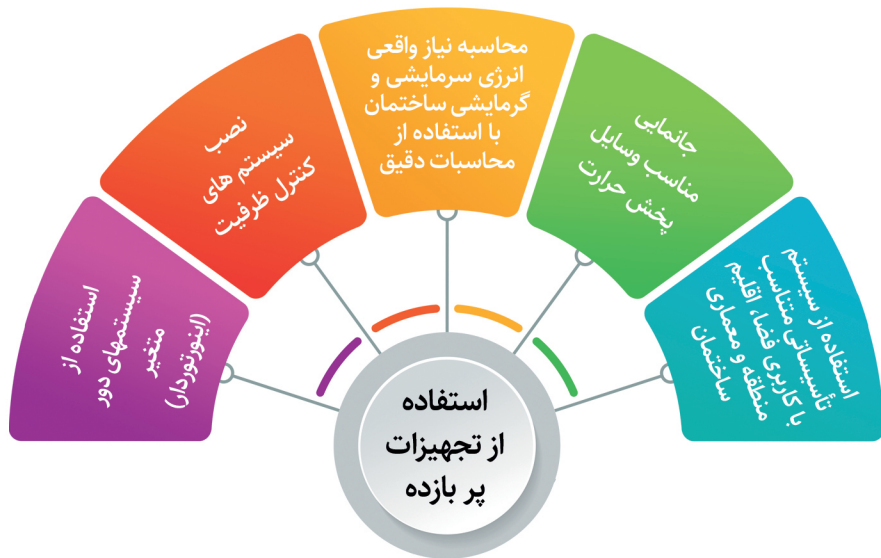 استفاده از سیستم
تأسیساتی متناسب
با کاربری فضاء اقلیم
منطقه و معماری
ساختمان
جانمایی
مناسب وسایل
پخش حرارت
محاسبه نیاز واقعی
انرژی سرمایشی و
گرمایشی ساختمان
با استفاده از
محاسبات دقیق
نصب
سیستم های
کنترل ظرفیت
استفاده از
سیستمهای دور
متغیر
(اینورتوردار)
استفاده
از تجهیزات
پر بازده